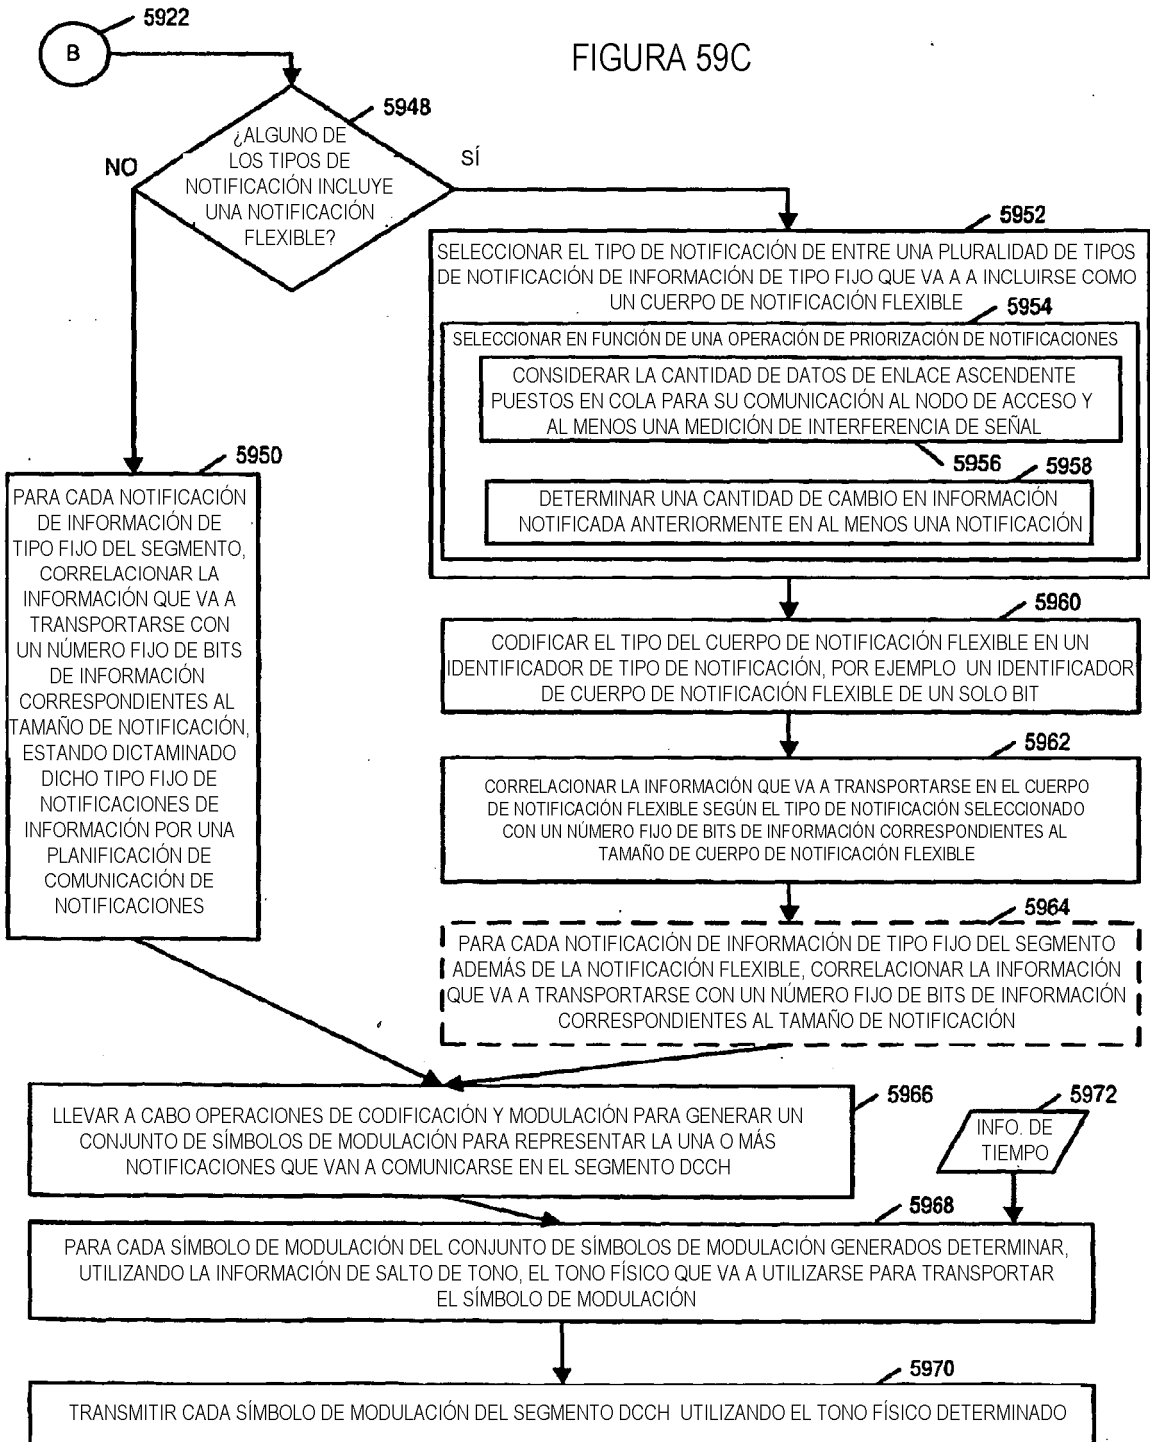 5922
B
FIGURA 59C
5948
¿ALGUNO DE
LOS TIPOS DE
NOTIFICACIÓN INCLUYE
UNA NOTIFICACIÓN
FLEXIBLE?
NO
SÍ
5952
SELECCIONAR EL TIPO DE NOTIFICACIÓN DE ENTRE UNA PLURALIDAD DE TIPOS
DE NOTIFICACIÓN DE INFORMACIÓN DE TIPO FIJO QUE VA A A INCLUIRSE COMO
UN CUERPO DE NOTIFICACIÓN FLEXIBLE
5954
SELECCIONAR EN FUNCIÓN DE UNA OPERACIÓN DE PRIORIZACIÓN DE NOTIFICACIONES
CONSIDERAR LA CANTIDAD DE DATOS DE ENLACE ASCENDENTE
PUESTOS EN COLA PARA SU COMUNICACIÓN AL NODO DE ACCESO Y
AL MENOS UNA MEDICIÓN DE INTERFERENCIA DE SEÑAL
5956
5958
DETERMINAR UNA CANTIDAD DE CAMBIO EN INFORMACIÓN
NOTIFICADA ANTERIORMENTE EN AL MENOS UNA NOTIFICACIÓN
5950
PARA CADA NOTIFICACIÓN
DE INFORMACIÓN DE
TIPO FIJO DEL SEGMENTO,
CORRELACIONAR LA
INFORMACIÓN QUE VA A
TRANSPORTARSE CON
UN NÚMERO FIJO DE BITS
DE INFORMACIÓN
CORRESPONDIENTES AL
TAMAÑO DE NOTIFICACIÓN,
ESTANDO DICTAMINADO
DICHO TIPO FIJO DE
NOTIFICACIONES DE
INFORMACIÓN POR UNA
PLANIFICACIÓN DE
COMUNICACIÓN DE
NOTIFICACIONES
5960
CODIFICAR EL TIPO DEL CUERPO DE NOTIFICACIÓN FLEXIBLE EN UN
IDENTIFICADOR DE TIPO DE NOTIFICACIÓN, POR EJEMPLO UN IDENTIFICADOR
DE CUERPO DE NOTIFICACIÓN FLEXIBLE DE UN SOLO BIT
5962
CORRELACIONAR LA INFORMACIÓN QUE VA A TRANSPORTARSE EN EL CUERPO
DE NOTIFICACIÓN FLEXIBLE SEGÚN EL TIPO DE NOTIFICACIÓN SELECCIONADO
CON UN NÚMERO FIJO DE BITS DE INFORMACIÓN CORRESPONDIENTES AL
TAMAÑO DE CUERPO DE NOTIFICACIÓN FLEXIBLE
5964
PARA CADA NOTIFICACIÓN DE INFORMACIÓN DE TIPO FIJO DEL SEGMENTO
ADEMÁS DE LA NOTIFICACIÓN FLEXIBLE, CORRELACIONAR LA INFORMACIÓN
QUE VA A TRANSPORTARSE CON UN NÚMERO FIJO DE BITS DE INFORMACIÓN
CORRESPONDIENTES AL TAMAÑO DE NOTIFICACIÓN
5966
LLEVAR A CABO OPERACIONES DE CODIFICACIÓN Y MODULACIÓN PARA GENERAR UN
CONJUNTO DE SÍMBOLOS DE MODULACIÓN PARA REPRESENTAR LA UNA O MÁS
NOTIFICACIONES QUE VAN A COMUNICARSE EN EL SEGMENTO DCCH
5972
INFO. DE
TIEMPO
5968
PARA CADA SÍMBOLO DE MODULACIÓN DEL CONJUNTO DE SÍMBOLOS DE MODULACIÓN GENERADOS DETERMINAR,
UTILIZANDO LA INFORMACIÓN DE SALTO DE TONO, EL TONO FÍSICO QUE VA A UTILIZARSE PARA TRANSPORTAR
EL SÍMBOLO DE MODULACIÓN
5970
TRANSMITIR CADA SÍMBOLO DE MODULACIÓN DEL SEGMENTO DCCH UTILIZANDO EL TONO FÍSICO DETERMINADO